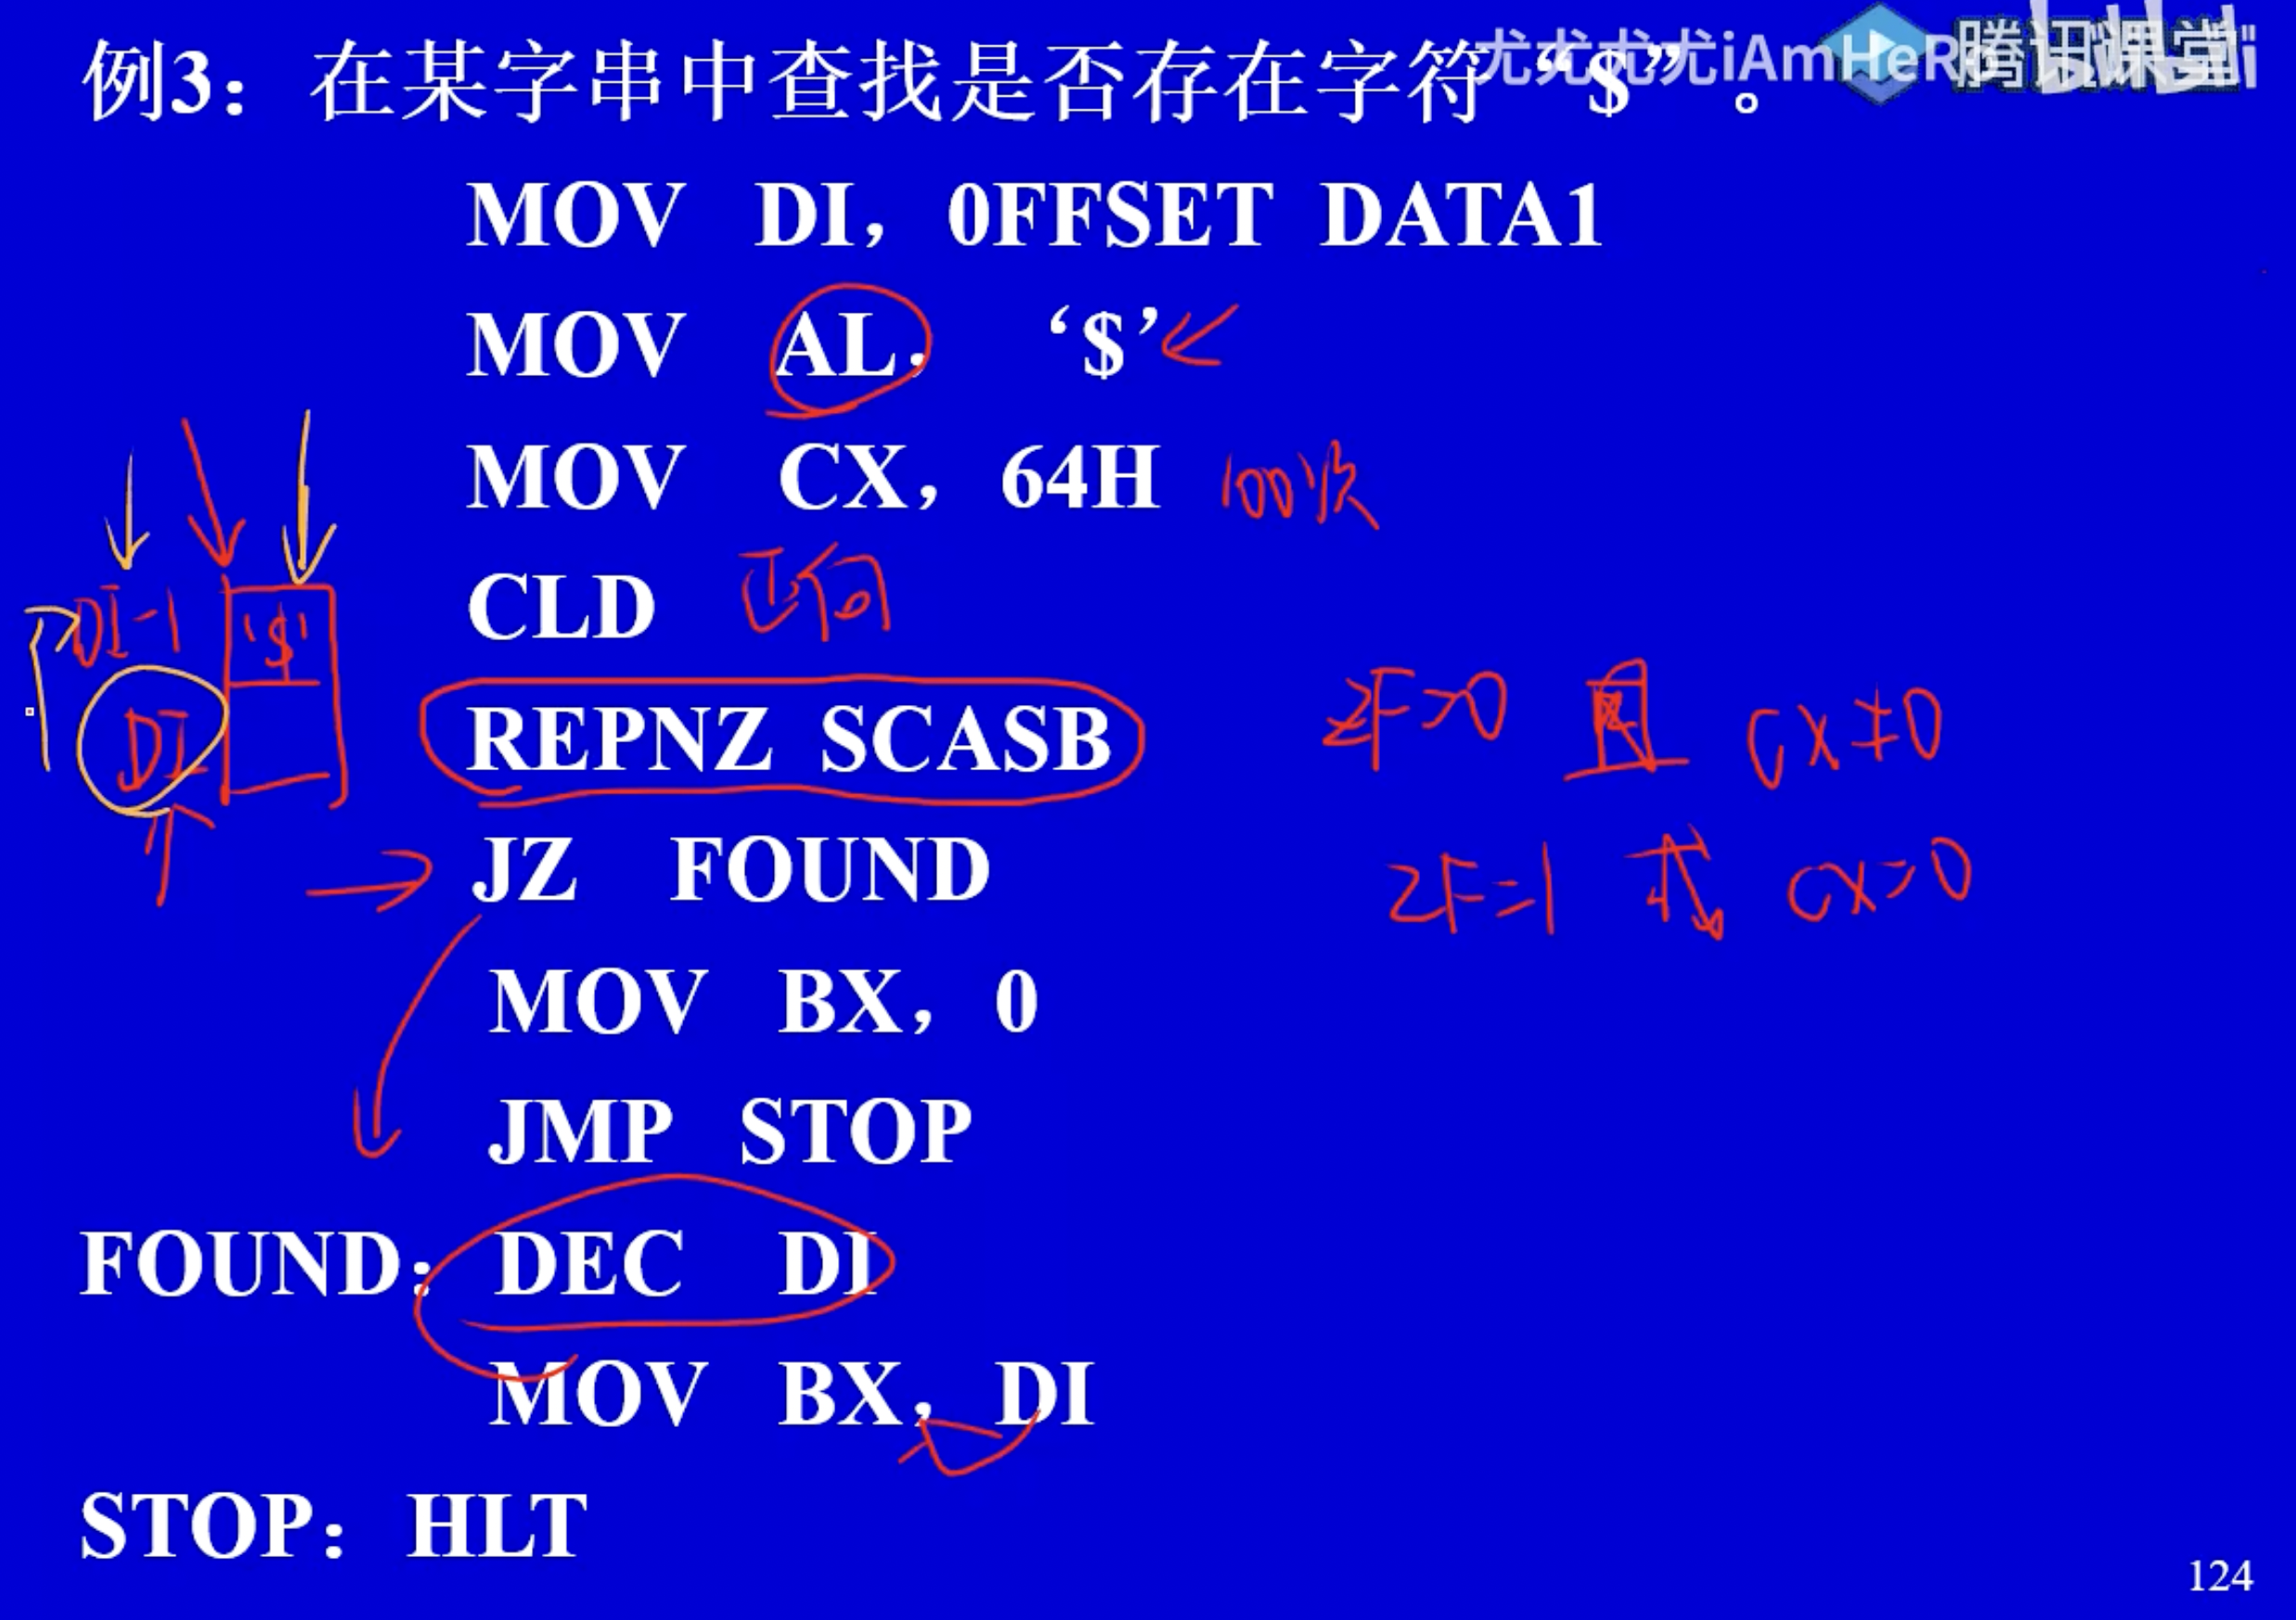 例3：在某字串中查找是否存在字符“$”。
尤尤尤尤iAmHeRo
腾讯课堂
MOV DI， 0FFSET DATA1
MOV AL， ‘$’
MOV CX， 64H 100次
CLD 正向
DI-1 '$'
REPNZ SCASB ZF=0 且 CX≠0
DI
JZ FOUND ZF=1 或 CX=0
MOV BX， 0
JMP STOP
FOUND： DEC DI
MOV BX， DI
STOP： HLT
124